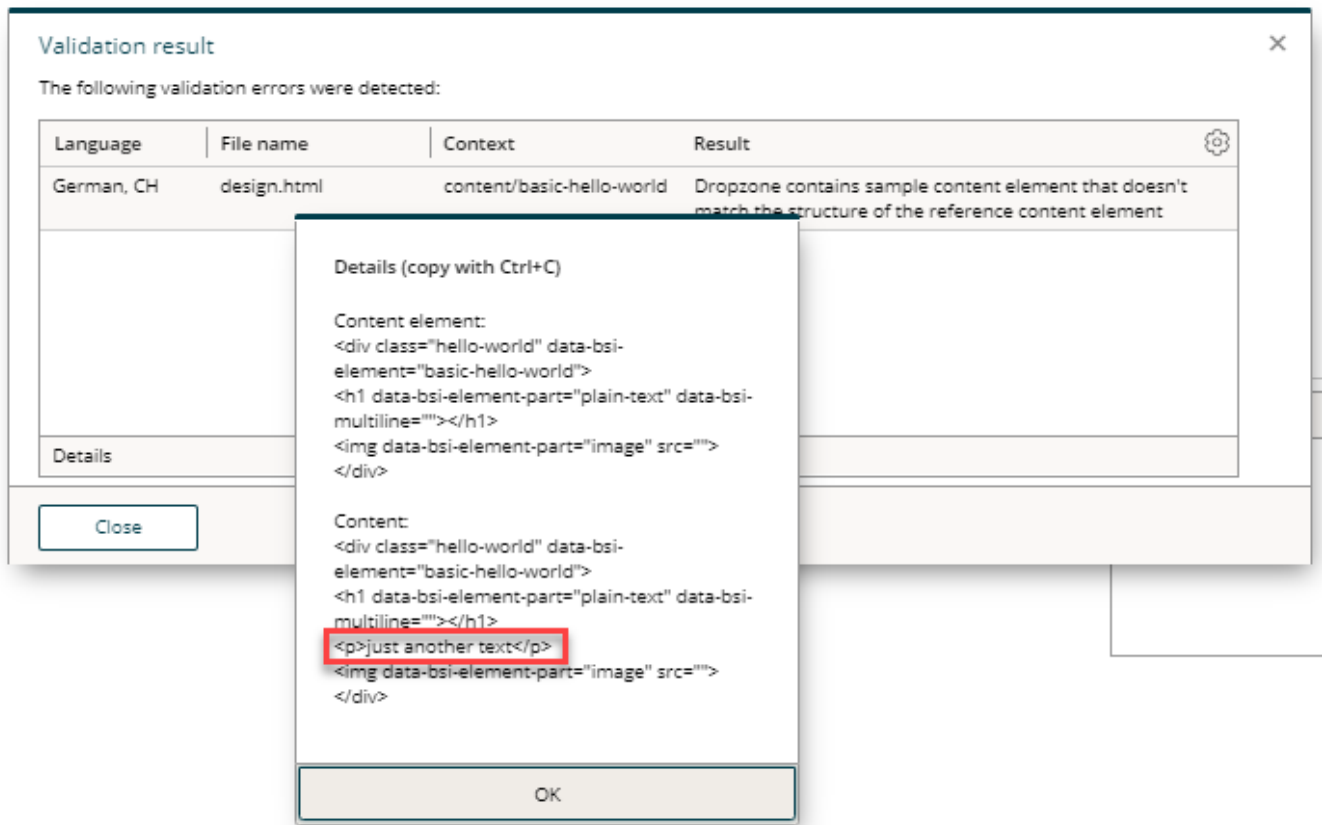 Validation result
The following validation errors were detected:
Language File name Context Result
German, CH design.html content/basic-hello-world Dropzone contains sample content element that doesn't
match the structure of the reference content element
Details (copy with Ctrl+C)
Content element:
<div class="hello-world" data-bsi-
element="basic-hello-world">
<h1 data-bsi-element-part="plain-text" data-bsi-
multiline=""></h1>
<img data-bsi-element-part="image" src="">
</div>
Content:
<div class="hello-world" data-bsi-
element="basic-hello-world">
<h1 data-bsi-element-part="plain-text" data-bsi-
multiline=""></h1>
<p>just another text</p>
<img data-bsi-element-part="image" src="">
</div>
OK
Details
Close